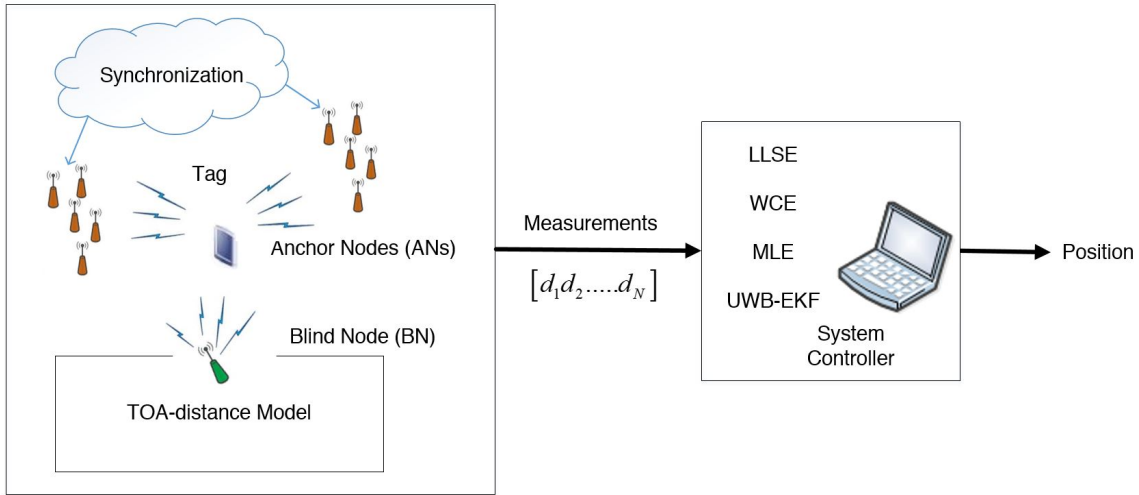 Synchronization
Tag
Anchor Nodes (ANs)
Blind Node (BN)
TOA-distance Model
Measurements
[d₁d₂.....d_N]
LLSE
WCE
MLE
UWB-EKF
System
Controller
Position